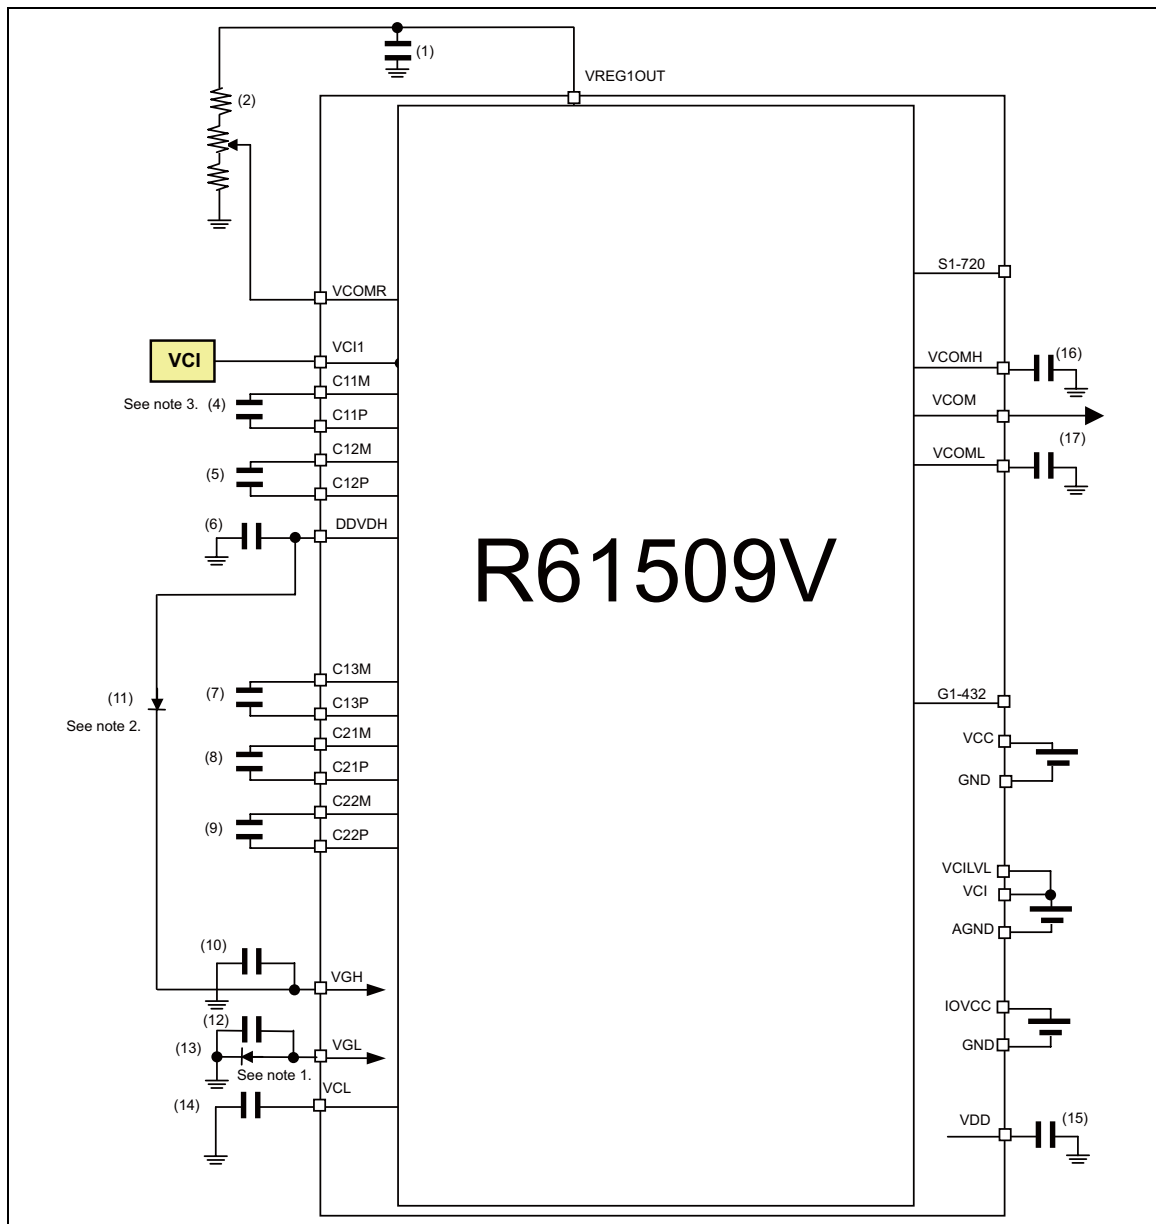 (1)
VREG1OUT
(2)
S1-720
VCOMR
VCI
VCI1
VCOMH
(16)
C11M
See note 3. (4)
C11P
VCOM
C12M
(5)
C12P
VCOML
(17)
(6)
DDVDH
R61509V
C13M
(7)
C13P
(11)
See note 2.
G1-432
C21M
(8)
C21P
VCC
GND
C22M
(9)
C22P
VCILVL
VCI
AGND
(10)
VGH
IOVCC
(12)
(13)
VGL
GND
See note 1.
VCL
(14)
VDD
(15)